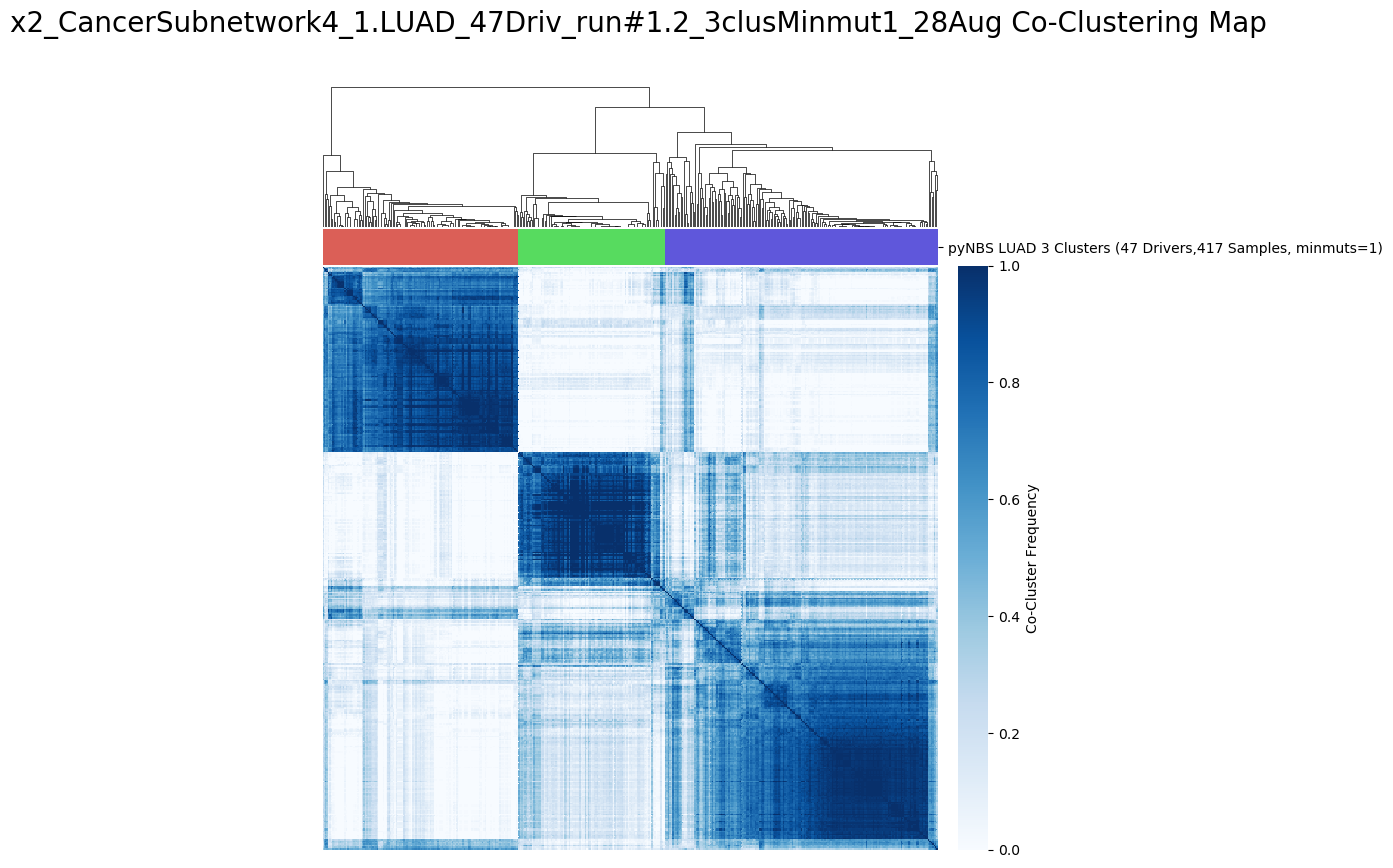 x2_CancerSubnetwork4_1.LUAD_47Driv_run#1.2_3clusMinmut1_28Aug Co-Clustering Map
pyNBS LUAD 3 Clusters (47 Drivers,417 Samples, minmuts=1)
1.0
0.8
0.6
0.4
0.2
0.0
Co-Cluster Frequency